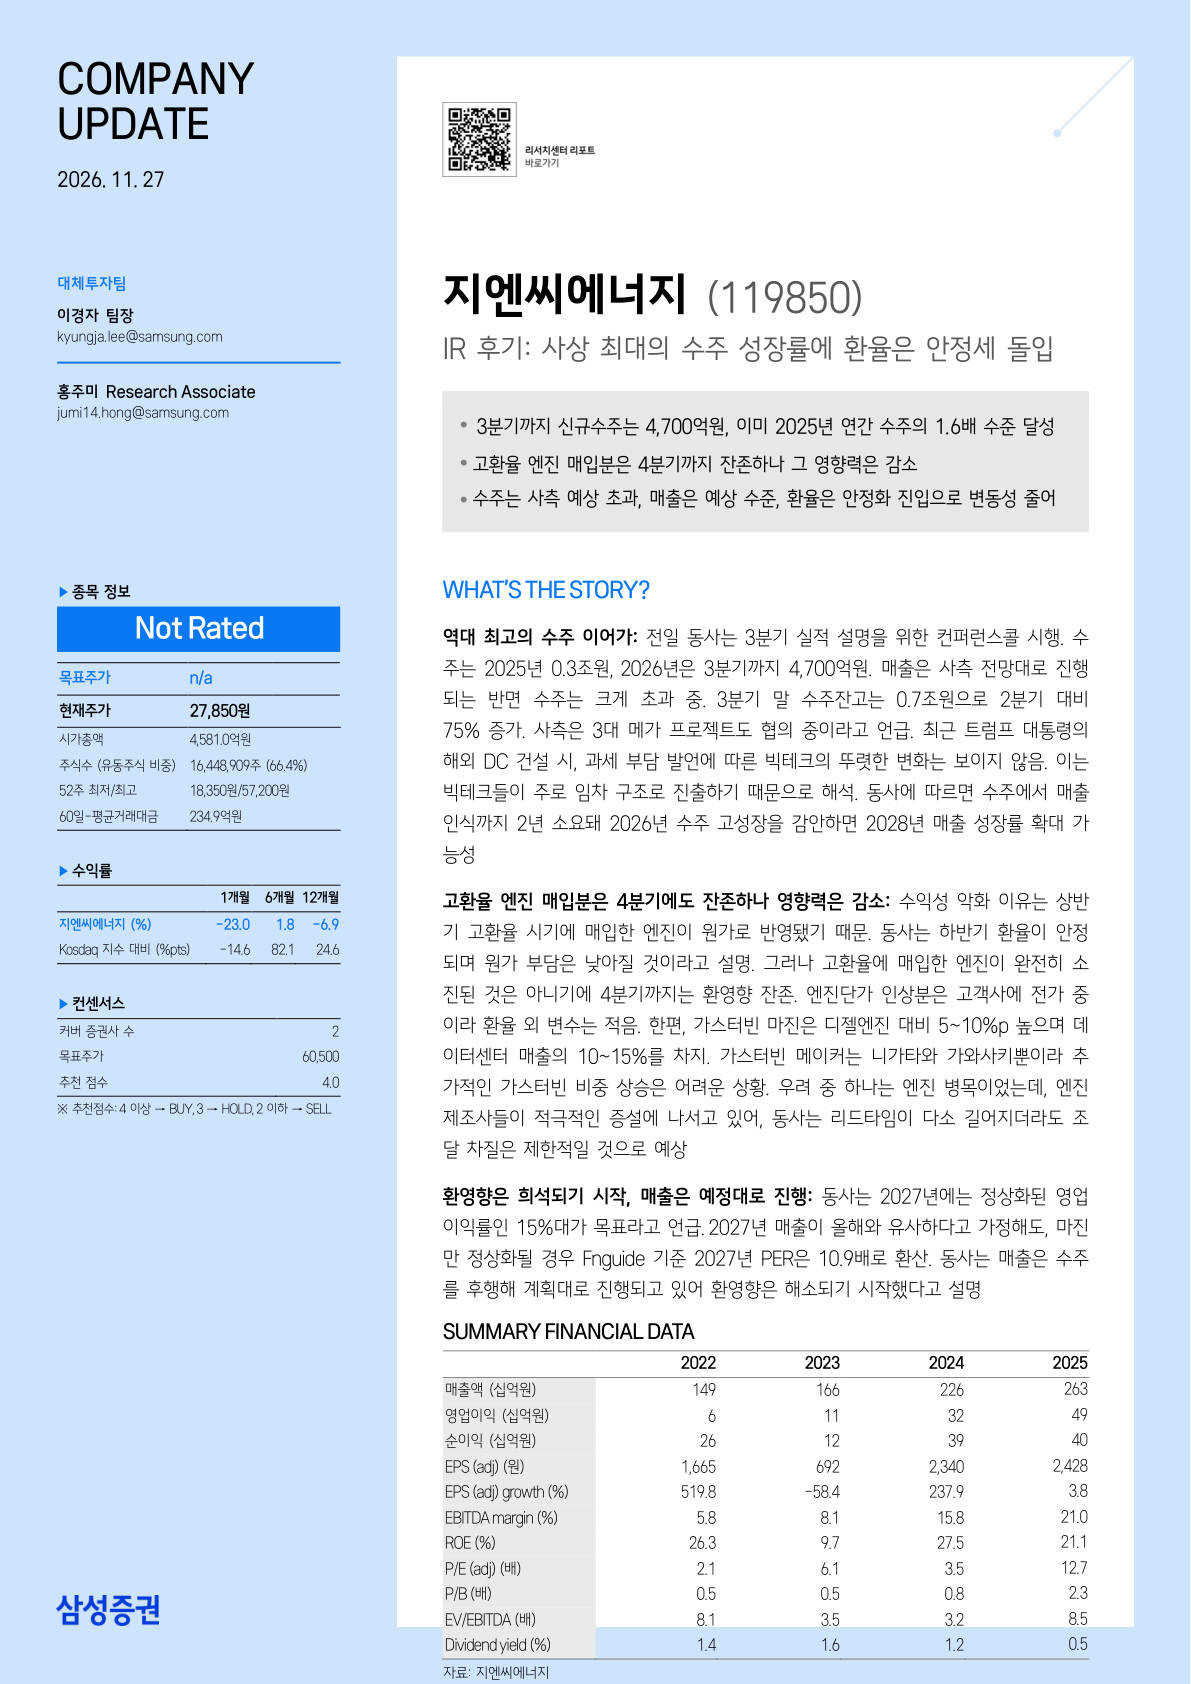 COMPANY
UPDATE
2026. 11. 27
대체투자팀
이경자 팀장
kyungja.lee@samsung.com
홍주미 Research Associate
jumi14.hong@samsung.com
▶ 종목 정보
Not Rated
목표주가 n/a
현재주가 27,850원
시가총액 4,581.0억원
주식수 (유동주식 비중) 16,448,909주 (66.4%)
52주 최저/최고 18,350원/57,200원
60일-평균거래대금 234.9억원
▶ 수익률
1개월 6개월 12개월
지엔씨에너지 (%) -23.0 1.8 -6.9
Kosdaq 지수 대비 (%pts) -14.6 82.1 24.6
▶ 컨센서스
커버 증권사 수 2
목표주가 60,500
추천 점수 4.0
※ 추천점수: 4 이상 → BUY, 3 → HOLD, 2 이하 → SELL
삼성증권
리서치센터 리포트
바로가기
지엔씨에너지 (119850)
IR 후기: 사상 최대의 수주 성장률에 환율은 안정세 돌입
• 3분기까지 신규수주는 4,700억원, 이미 2025년 연간 수주의 1.6배 수준 달성
• 고환율 엔진 매입분은 4분기까지 잔존하나 그 영향력은 감소
• 수주는 사측 예상 초과, 매출은 예상 수준, 환율은 안정화 진입으로 변동성 줄어
WHAT'S THE STORY?
역대 최고의 수주 이어가: 전일 동사는 3분기 실적 설명을 위한 컨퍼런스콜 시행. 수
주는 2025년 0.3조원, 2026년은 3분기까지 4,700억원. 매출은 사측 전망대로 진행
되는 반면 수주는 크게 초과 중. 3분기 말 수주잔고는 0.7조원으로 2분기 대비
75% 증가. 사측은 3대 메가 프로젝트도 협의 중이라고 언급. 최근 트럼프 대통령의
해외 DC 건설 시, 과세 부담 발언에 따른 빅테크의 뚜렷한 변화는 보이지 않음. 이는
빅테크들이 주로 임차 구조로 진출하기 때문으로 해석. 동사에 따르면 수주에서 매출
인식까지 2년 소요돼 2026년 수주 고성장을 감안하면 2028년 매출 성장률 확대 가
능성
고환율 엔진 매입분은 4분기에도 잔존하나 영향력은 감소: 수익성 악화 이유는 상반
기 고환율 시기에 매입한 엔진이 원가로 반영됐기 때문. 동사는 하반기 환율이 안정
되며 원가 부담은 낮아질 것이라고 설명. 그러나 고환율에 매입한 엔진이 완전히 소
진된 것은 아니기에 4분기까지는 환영향 잔존. 엔진단가 인상분은 고객사에 전가 중
이라 환율 외 변수는 적음. 한편, 가스터빈 마진은 디젤엔진 대비 5~10%p 높으며 데
이터센터 매출의 10~15%를 차지. 가스터빈 메이커는 니가타와 가와사키뿐이라 추
가적인 가스터빈 비중 상승은 어려운 상황. 우려 중 하나는 엔진 병목이었는데, 엔진
제조사들이 적극적인 증설에 나서고 있어, 동사는 리드타임이 다소 길어지더라도 조
달 차질은 제한적일 것으로 예상
환영향은 희석되기 시작, 매출은 예정대로 진행: 동사는 2027년에는 정상화된 영업
이익률인 15%대가 목표라고 언급. 2027년 매출이 올해와 유사하다고 가정해도, 마진
만 정상화될 경우 Fnguide 기준 2027년 PER은 10.9배로 환산. 동사는 매출은 수주
를 후행해 계획대로 진행되고 있어 환영향은 해소되기 시작했다고 설명
SUMMARY FINANCIAL DATA
2022 2023 2024 2025
매출액 (십억원) 149 166 226 263
영업이익 (십억원) 6 11 32 49
순이익 (십억원) 26 12 39 40
EPS (adj) (원) 1,665 692 2,340 2,428
EPS (adj) growth (%) 519.8 -58.4 237.9 3.8
EBITDA margin (%) 5.8 8.1 15.8 21.0
ROE (%) 26.3 9.7 27.5 21.1
P/E (adj) (배) 2.1 6.1 3.5 12.7
P/B (배) 0.5 0.5 0.8 2.3
EV/EBITDA (배) 8.1 3.5 3.2 8.5
Dividend yield (%) 1.4 1.6 1.2 0.5
자료: 지엔씨에너지